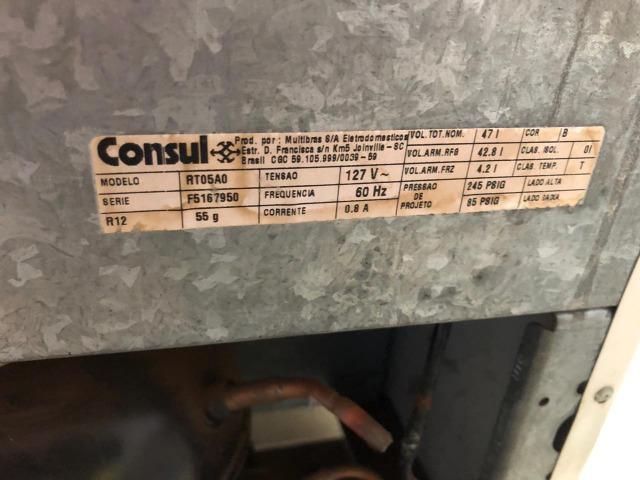 Consul
Prod. por: Multibras S/A Eletrodomesticos
Estr. D. Francisca s/n Km5 Joinville - SC
Brasil CGC 59.105.999/0039-59
MODELO RT05A0 TENSAO 127 V~
SERIE F5167950 FREQUENCIA 60 Hz
R12 55 g CORRENTE 0.8 A
VOL. TOT. NOM. 47 l COR B
VOL. ARM. RFG 42.8 l CLAS. ISOL. 0I
VOL. ARM. FRZ 4.2 l CLAS. TEMP. T
PRESSAO DE PROJETO 245 PSIG LADO ALTA
85 PSIG LADO BAIXA